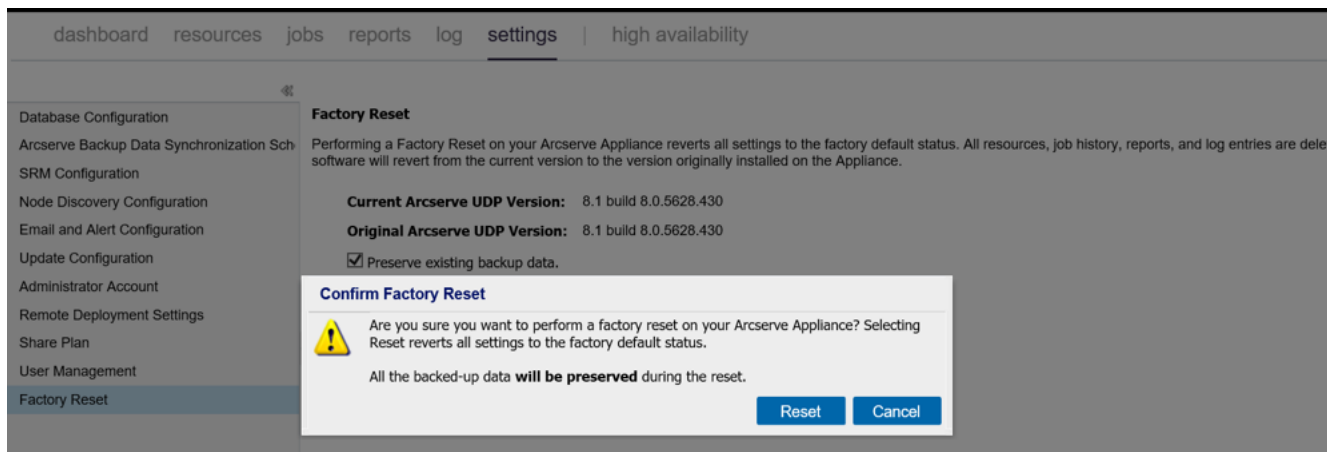 dashboard resources jobs reports log settings | high availability
Database Configuration
Arcserve Backup Data Synchronization Sch
SRM Configuration
Node Discovery Configuration
Email and Alert Configuration
Update Configuration
Administrator Account
Remote Deployment Settings
Share Plan
User Management
Factory Reset
Factory Reset
Performing a Factory Reset on your Arcserve Appliance reverts all settings to the factory default status. All resources, job history, reports, and log entries are dele
software will revert from the current version to the version originally installed on the Appliance.
Current Arcserve UDP Version: 8.1 build 8.0.5628.430
Original Arcserve UDP Version: 8.1 build 8.0.5628.430
Preserve existing backup data.
Confirm Factory Reset
Are you sure you want to perform a factory reset on your Arcserve Appliance? Selecting
Reset reverts all settings to the factory default status.
All the backed-up data will be preserved during the reset.
Reset Cancel